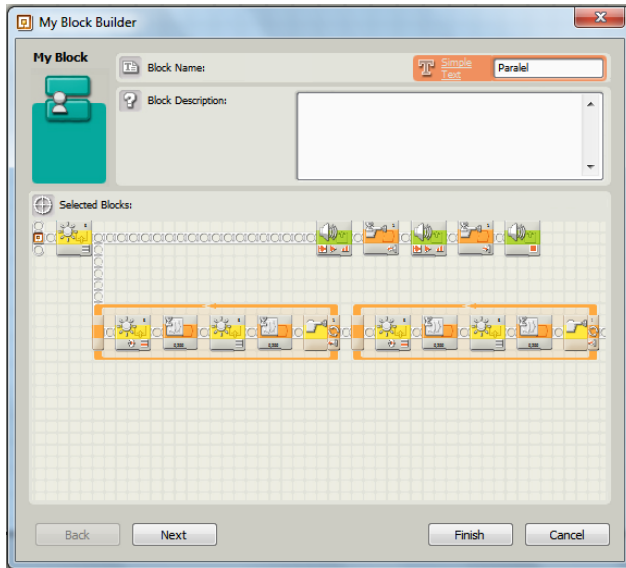 My Block Builder
My Block
Block Name:
Simple Text
Paralel
Block Description:
Selected Blocks:
Back
Next
Finish
Cancel